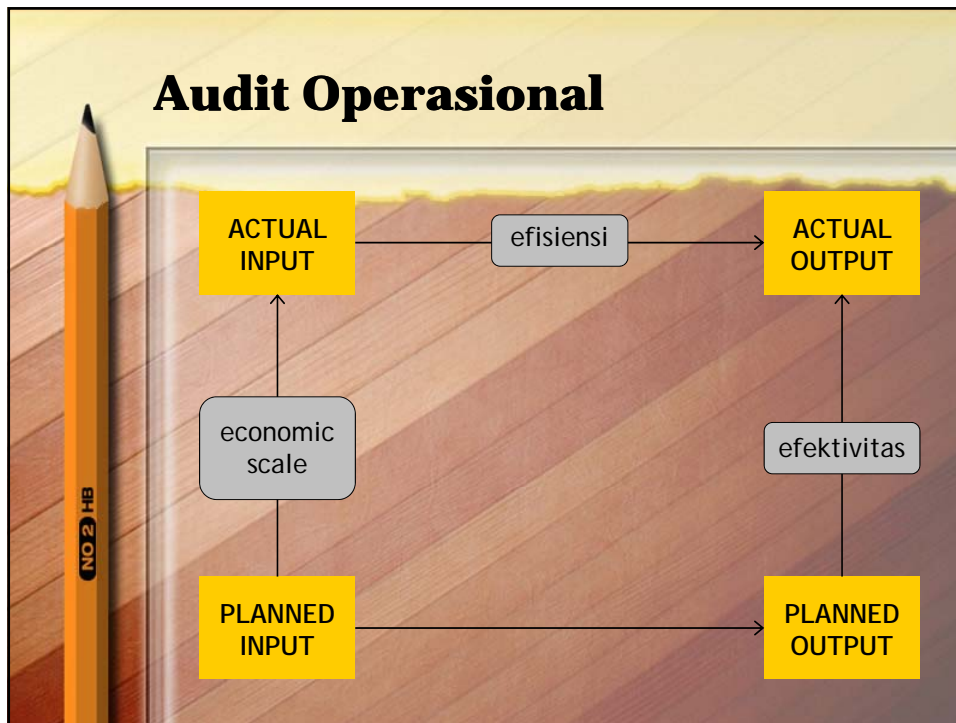 Audit Operasional
ACTUAL
INPUT
efisiensi
ACTUAL
OUTPUT
economic
scale
efektivitas
NO 2 HB
PLANNED
INPUT
PLANNED
OUTPUT